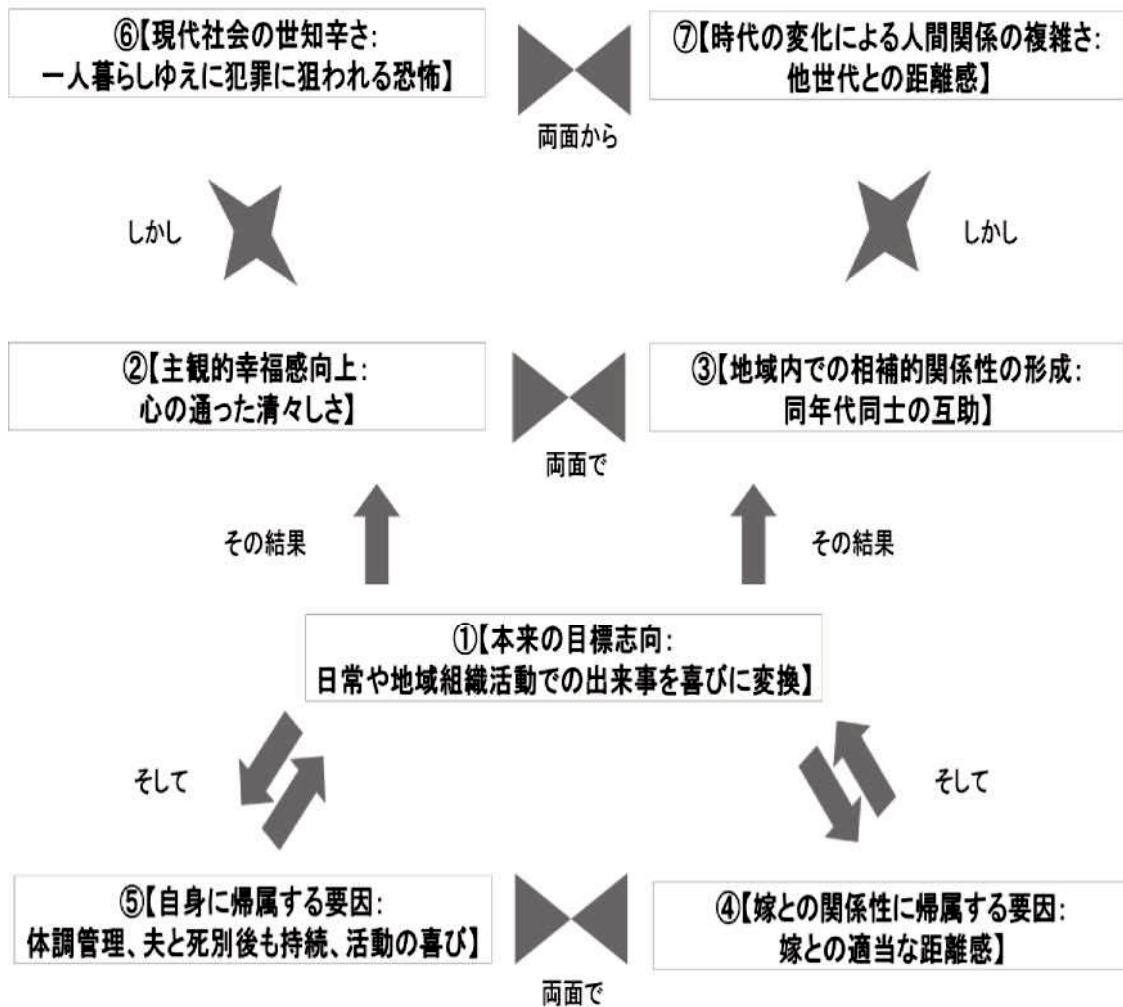 ⑥【現代社会の世知辛さ:
一人暮らしゆえに犯罪に狙われる恐怖】
⑦【時代の変化による人間関係の複雑さ:
他世代との距離感】
両面から
しかし
しかし
②【主観的幸福感向上:
心の通った清々しさ】
③【地域内での相補的関係性の形成:
同年代同士の互助】
両面で
その結果
その結果
①【本来の目標志向:
日常や地域組織活動での出来事を喜びに変換】
そして
そして
⑤【自身に帰属する要因:
体調管理、夫と死別後も持続、活動の喜び】
④【嫁との関係性に帰属する要因:
嫁との適当な距離感】
両面で